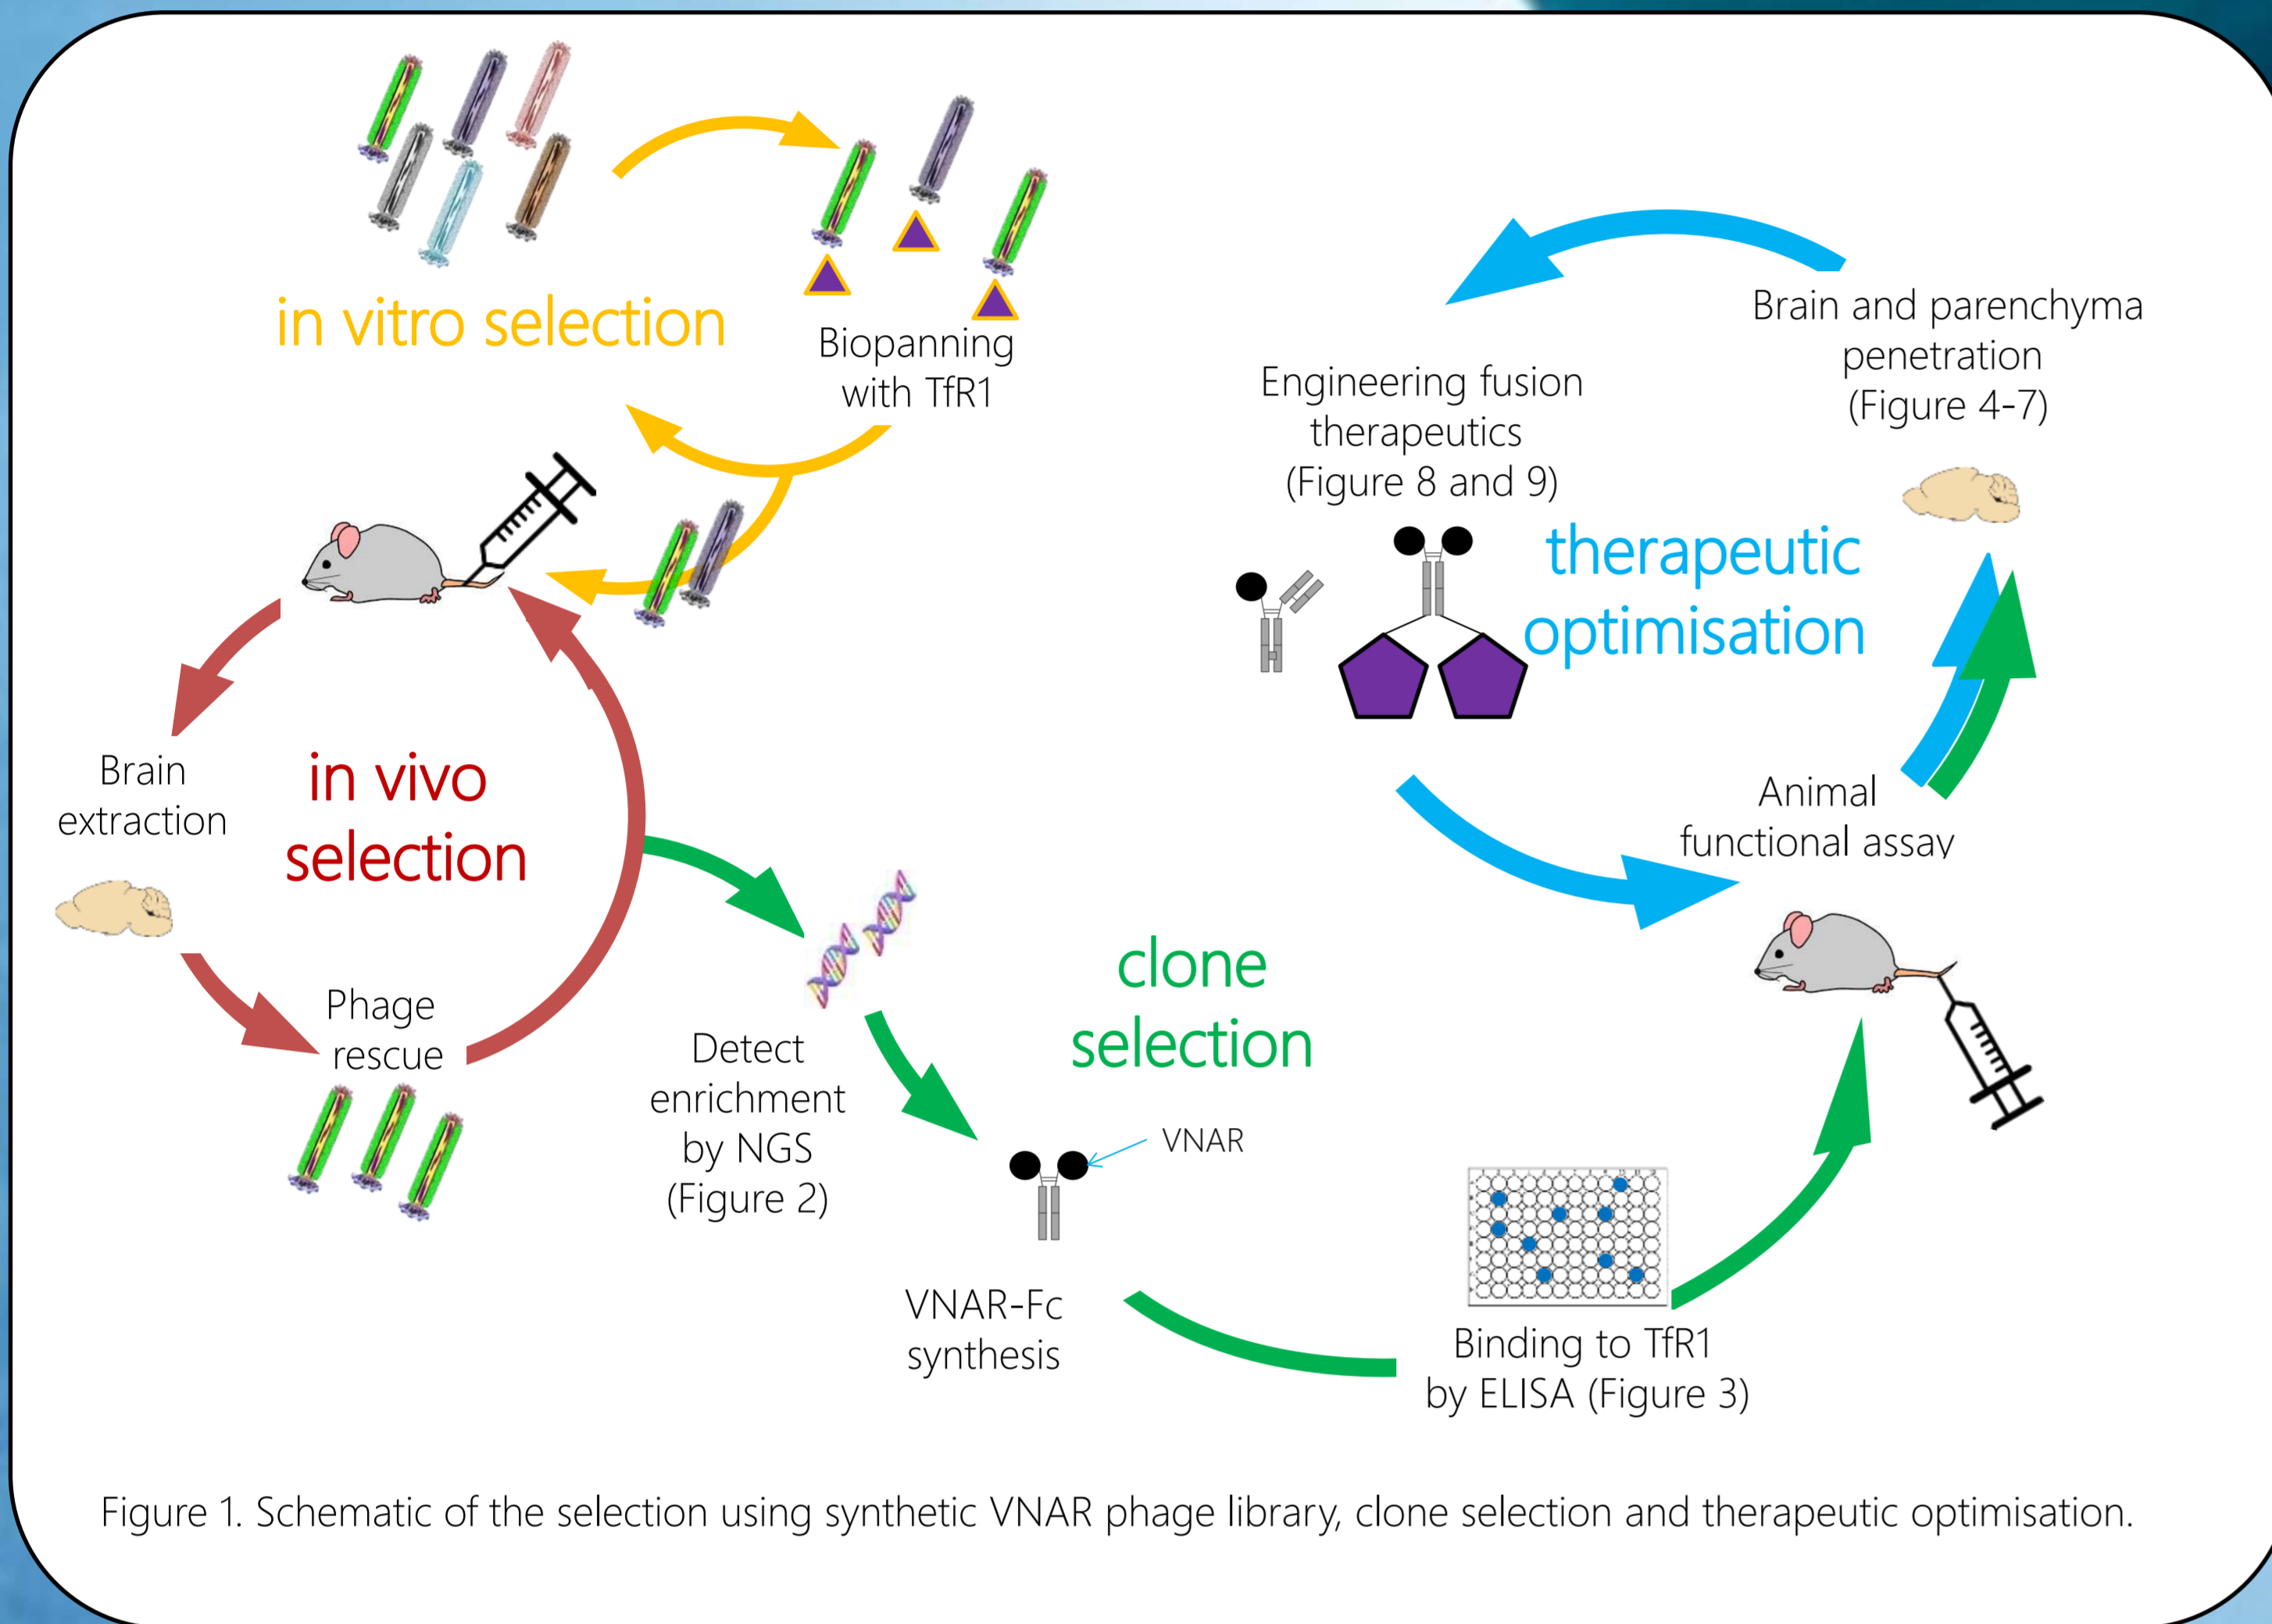 in vitro selection
Biopanning
with TfR1
in vivo
selection
Brain
extraction
Phage
rescue
Detect
enrichment
by NGS
(Figure 2)
clone
selection
VNAR
VNAR-Fc
synthesis
Binding to TfR1
by ELISA (Figure 3)
Animal
functional assay
Brain and parenchyma
penetration
(Figure 4-7)
Engineering fusion
therapeutics
(Figure 8 and 9)
therapeutic
optimisation
Figure 1. Schematic of the selection using synthetic VNAR phage library, clone selection and therapeutic optimisation.